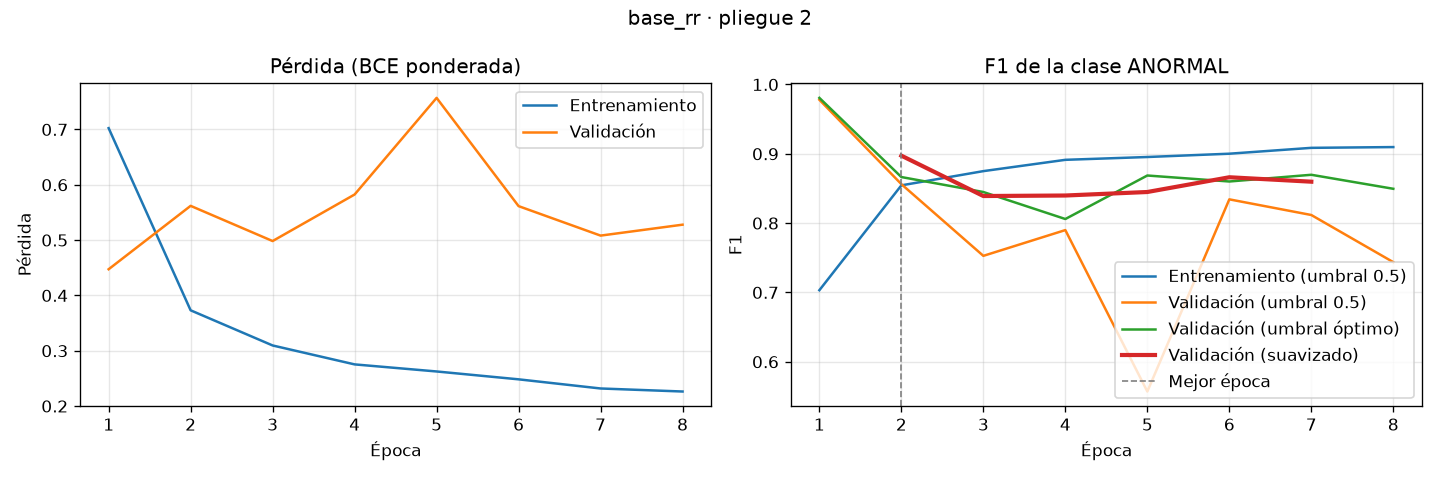 base_rr · pliegue 2
Pérdida (BCE ponderada)
Pérdida
0.7
0.6
0.5
0.4
0.3
0.2
Entrenamiento
Validación
1 2 3 4 5 6 7 8
Época
F1 de la clase ANORMAL
F1
1.0
0.9
0.8
0.7
0.6
Entrenamiento (umbral 0.5)
Validación (umbral 0.5)
Validación (umbral óptimo)
Validación (suavizado)
Mejor época
1 2 3 4 5 6 7 8
Época